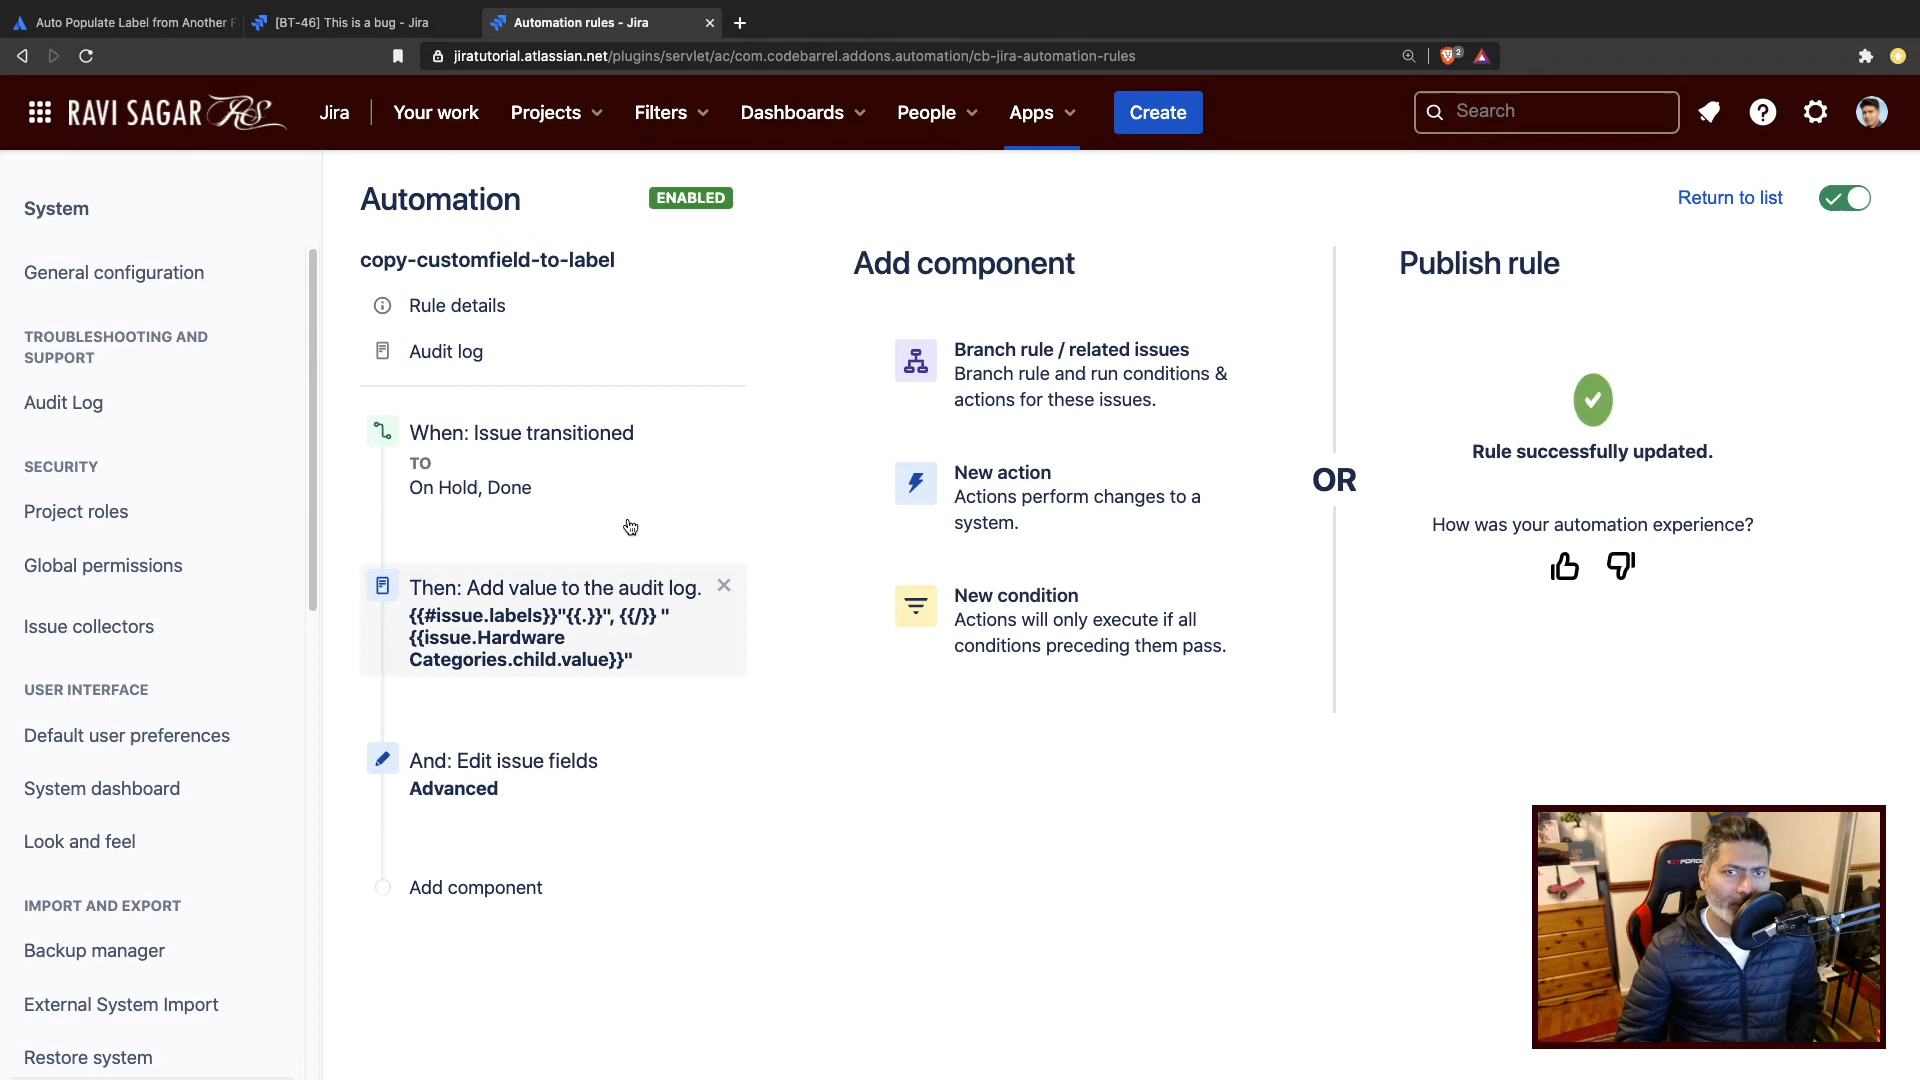 Auto Populate Label from Another F
[BT-46] This is a bug - Jira
Automation rules - Jira
jiratutorial.atlassian.net/plugins/servlet/ac/com.codebarrel.addons.automation/cb-jira-automation-rules
2
RAVI SAGAR RS
Jira
Your work
Projects
Filters
Dashboards
People
Apps
Create
Search
System
General configuration
TROUBLESHOOTING AND
SUPPORT
Audit Log
SECURITY
Project roles
Global permissions
Issue collectors
USER INTERFACE
Default user preferences
System dashboard
Look and feel
IMPORT AND EXPORT
Backup manager
External System Import
Restore system
Automation
ENABLED
Return to list
copy-customfield-to-label
Rule details
Audit log
When: Issue transitioned
TO
On Hold, Done
Then: Add value to the audit log.
{{#issue.labels}}"{{.}}", {{/}} "
{{issue.Hardware
Categories.child.value}}"
And: Edit issue fields
Advanced
Add component
Add component
Branch rule / related issues
Branch rule and run conditions &
actions for these issues.
New action
Actions perform changes to a
system.
New condition
Actions will only execute if all
conditions preceding them pass.
OR
Publish rule
Rule successfully updated.
How was your automation experience?